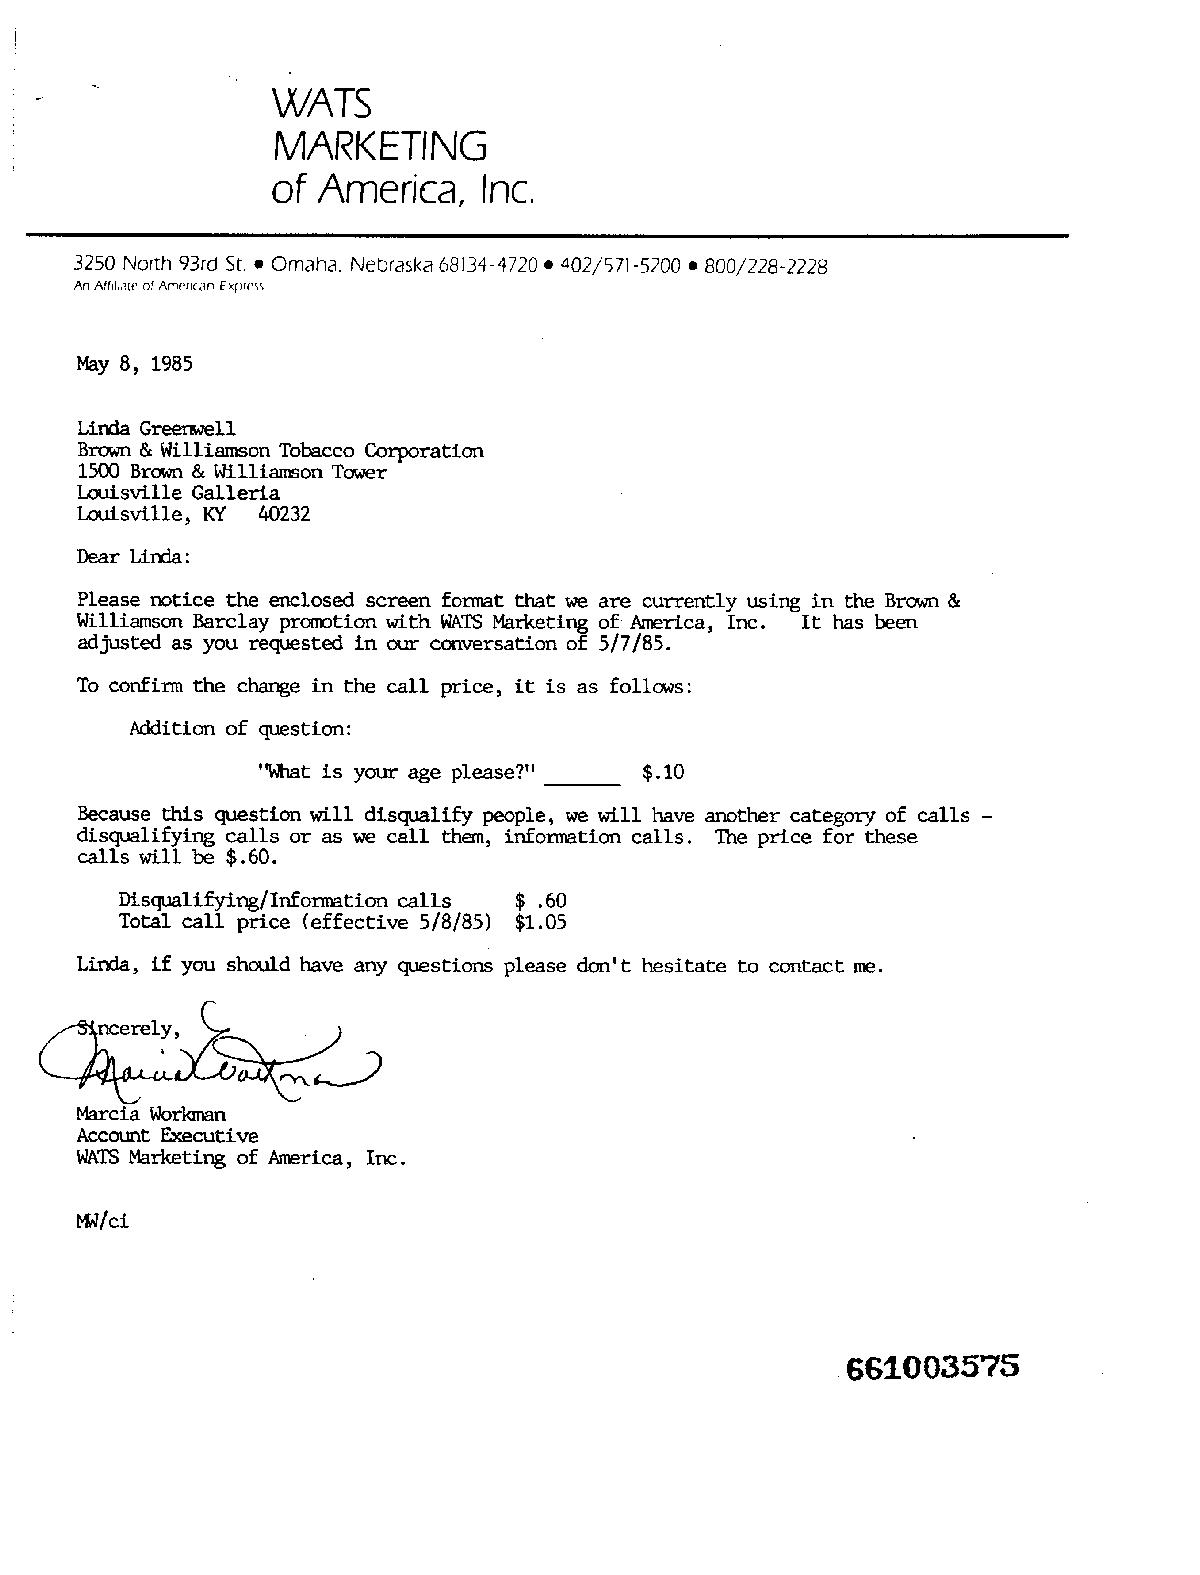 WATS
MARKETING
of America, Inc.
3250 North 93rd St. • Omaha, Nebraska 68134-4720 • 402/571-5700 • 800/228-2228
An Affiliate of American Express
May 8, 1985
Linda Greenwell
Brown & Williamson Tobacco Corporation
1500 Brown & Williamson Tower
Louisville Galleria
Louisville, KY 40232
Dear Linda:
Please notice the enclosed screen format that we are currently using in the Brown &
Williamson Barclay promotion with WATS Marketing of America, Inc. It has been
adjusted as you requested in our conversation of 5/7/85.
To confirm the change in the call price, it is as follows:
Addition of question:
"What is your age please?" ______ $.10
Because this question will disqualify people, we will have another category of calls -
disqualifying calls or as we call them, information calls. The price for these
calls will be $.60.
Disqualifying/Information calls $ .60
Total call price (effective 5/8/85) $1.05
Linda, if you should have any questions please don't hesitate to contact me.
Sincerely,
Marcia Workman
Marcia Workman
Account Executive
WATS Marketing of America, Inc.
MW/ci
661003575